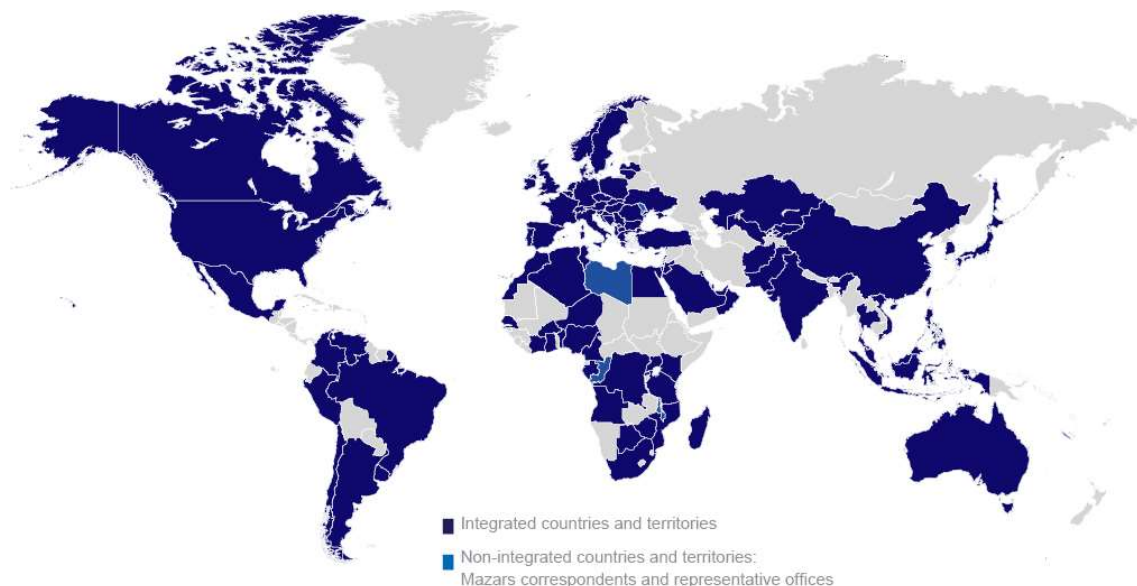 Integrated countries and territories
Non-integrated countries and territories:
Mazars correspondents and representative offices